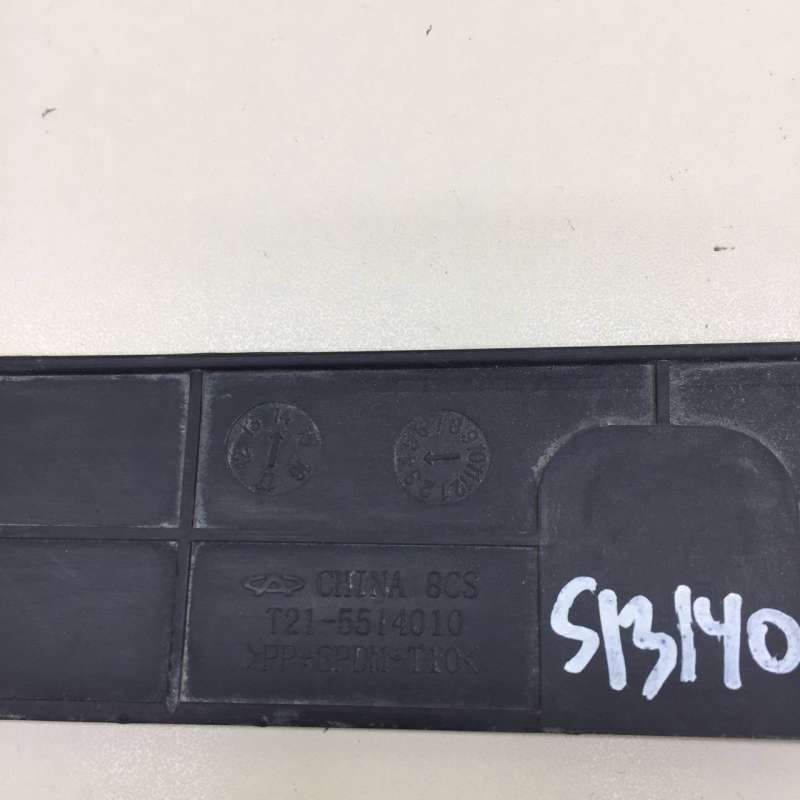 CHINA 8CS
T21-5514010
>PP+EPDM-T10<
S13140